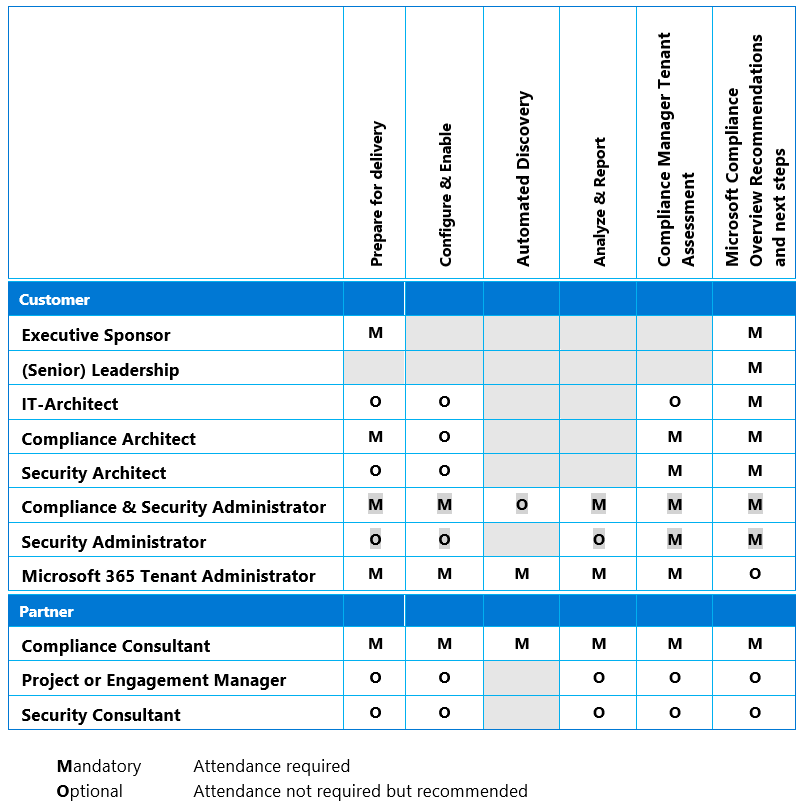 Prepare for delivery
Configure & Enable
Automated Discovery
Analyze & Report
Compliance Manager Tenant
Assessment
Microsoft Compliance
Overview Recommendations
and next steps
Customer
Executive Sponsor M M
(Senior) Leadership M
IT-Architect O O O M
Compliance Architect M O M M
Security Architect O O M M
Compliance & Security Administrator M M O M M M
Security Administrator O O O M M
Microsoft 365 Tenant Administrator M M M M M O
Partner
Compliance Consultant M M M M M M
Project or Engagement Manager O O O O O
Security Consultant O O O O O
Mandatory Attendance required
Optional Attendance not required but recommended